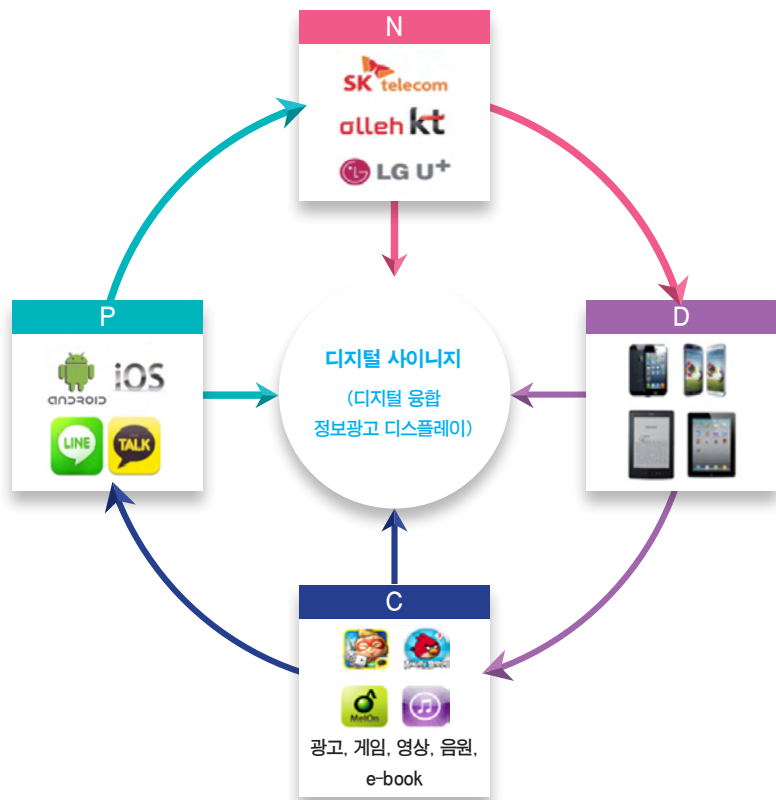 N
SK telecom
olleh kt
LG U+
P
ANDROID
iOS
LINE
TALK
디지털 사이니지
(디지털 융합
정보광고 디스플레이)
D
C
MelOn
광고, 게임, 영상, 음원,
e-book